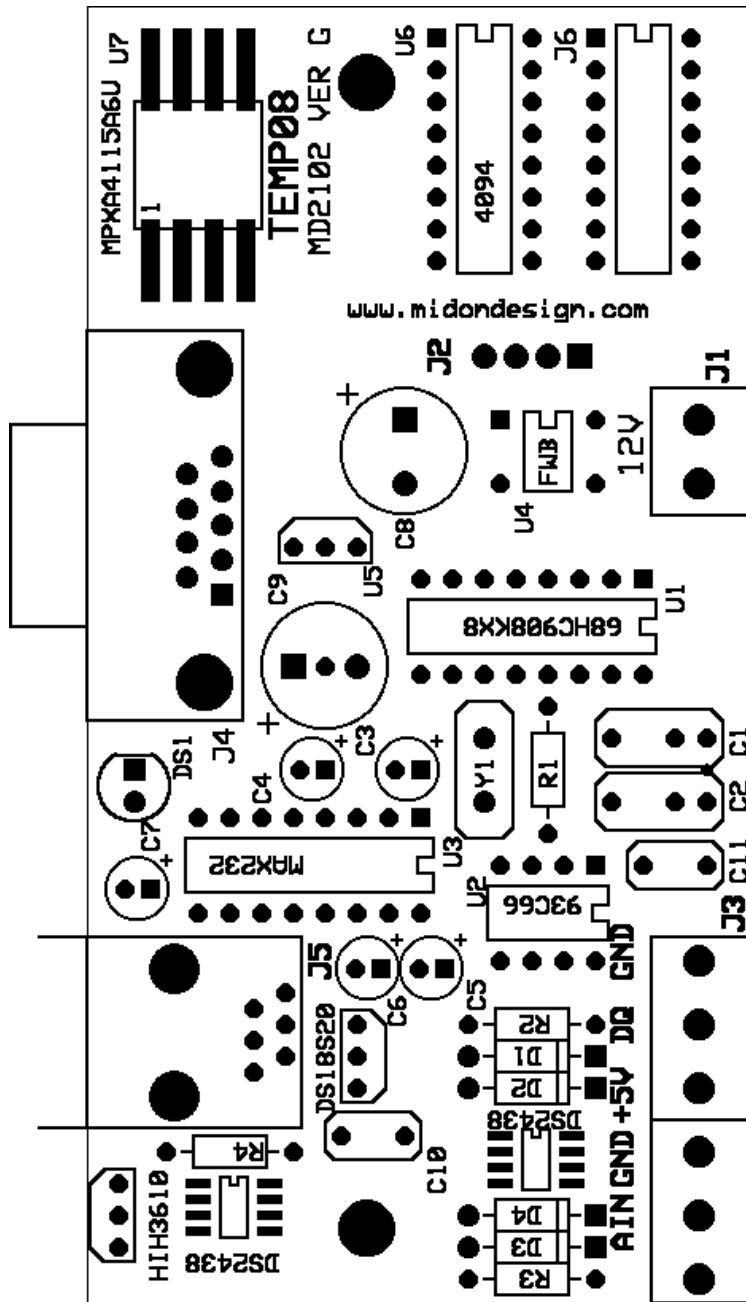 U7
MPXA4115A6U
1
TEMP08
MD2102 VER G
U6
4094
J6
www.midondesign.com
J2
J1
+
12V
FWB
U4
C8
U5
C9
U1
68HC908KX8
+
J4
DS1
C4
+
C3
+
Y1
R1
C1
C2
C7
+
MAX232
U3
U2
93C66
C11
J3
J5
+
+
C6
C5
GND
DQ
+5V
GND
AIN
DS18S20
R2
D1
D2
DS2438
C10
R4
HIH3610
DS2438
D4
D3
R3